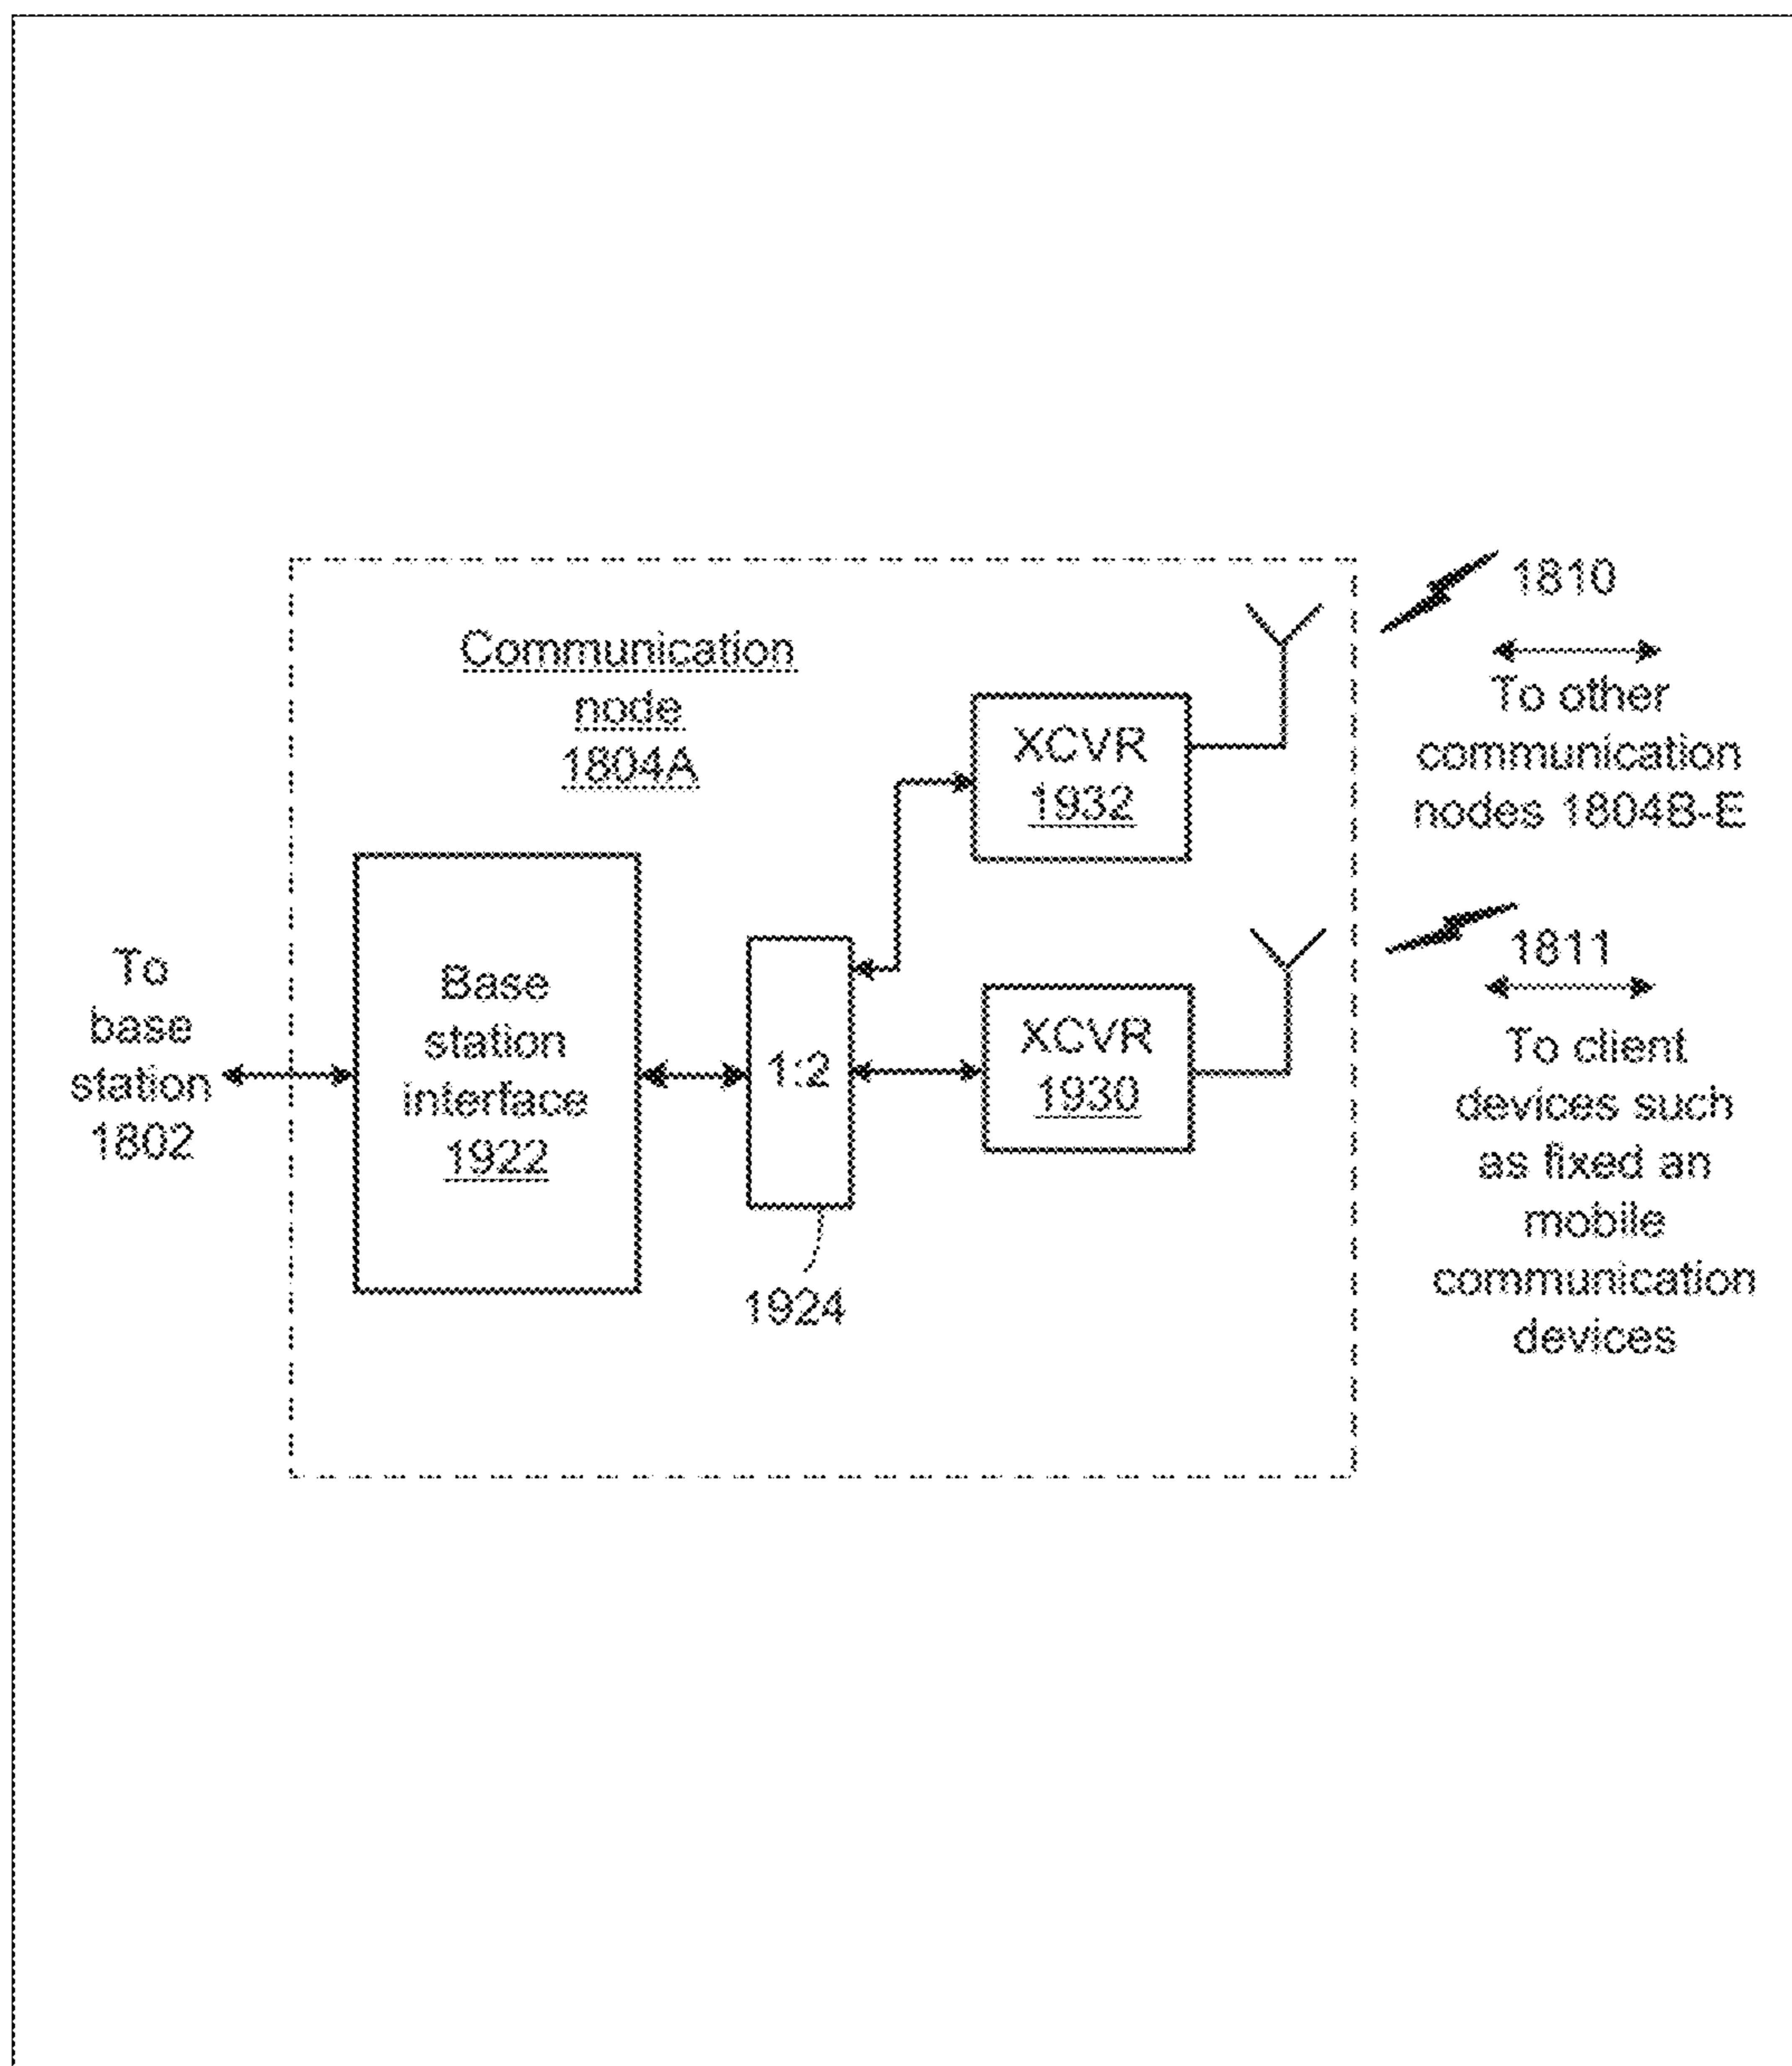 Communication
node
1804A
To
base
station
1802
Base
station
interface
1922
1:2
1924
XCVR
1932
XCVR
1930
1810
To other
communication
nodes 1804B-E
1811
To client
devices such
as fixed an
mobile
communication
devices